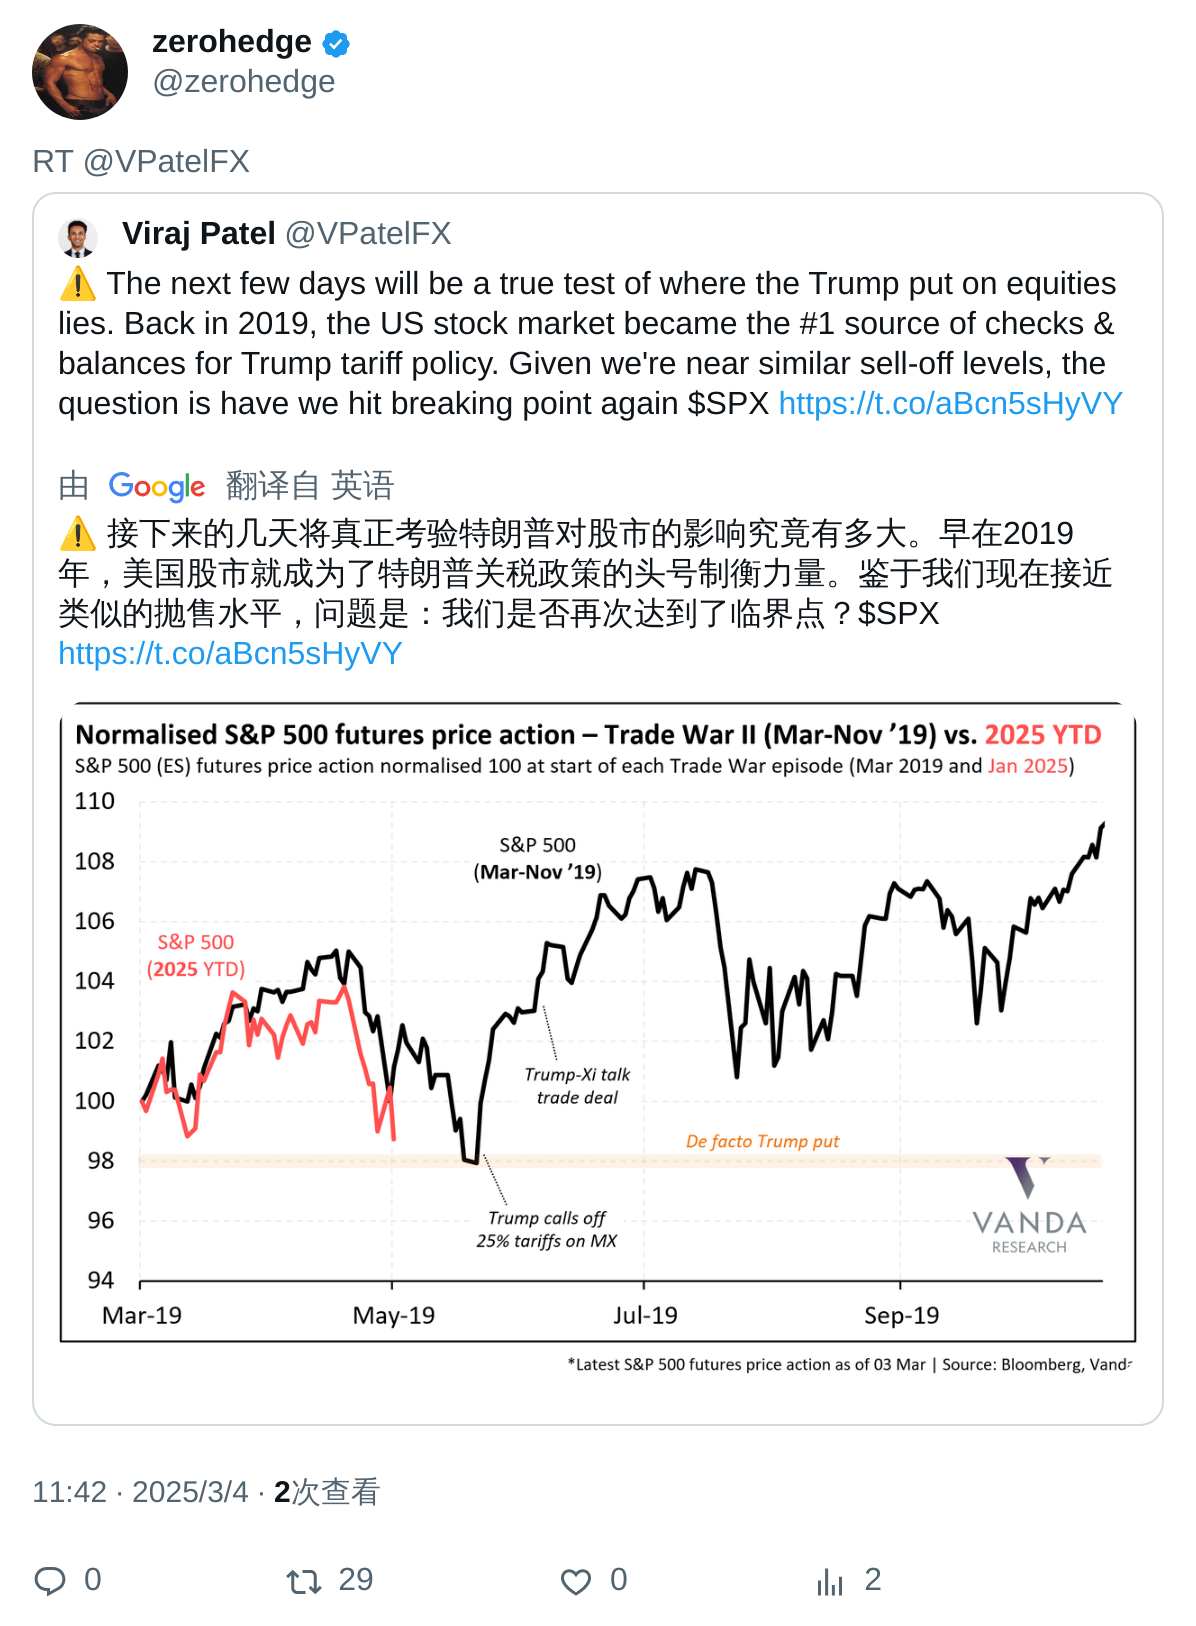 zerohedge
@zerohedge
RT @VPatelFX
Viraj Patel @VPatelFX
⚠️ The next few days will be a true test of where the Trump put on equities
lies. Back in 2019, the US stock market became the #1 source of checks &
balances for Trump tariff policy. Given we're near similar sell-off levels, the
question is have we hit breaking point again $SPX https://t.co/aBcn5sHyVY
由 Google 翻译自 英语
⚠️ 接下来的几天将真正考验特朗普对股市的影响究竟有多大。早在2019
年，美国股市就成为了特朗普关税政策的头号制衡力量。鉴于我们现在接近
类似的抛售水平，问题是：我们是否再次达到了临界点？$SPX
https://t.co/aBcn5sHyVY
Normalised S&P 500 futures price action – Trade War II (Mar-Nov ’19) vs. 2025 YTD
S&P 500 (ES) futures price action normalised 100 at start of each Trade War episode (Mar 2019 and Jan 2025)
110
108
106
104
102
100
98
96
94
S&P 500
(Mar-Nov ’19)
S&P 500
(2025 YTD)
Trump-Xi talk
trade deal
De facto Trump put
Trump calls off
25% tariffs on MX
VANDA
RESEARCH
Mar-19 May-19 Jul-19 Sep-19
*Latest S&P 500 futures price action as of 03 Mar | Source: Bloomberg,
11:42 · 2025/3/4 · 2次查看
0 29 0 2